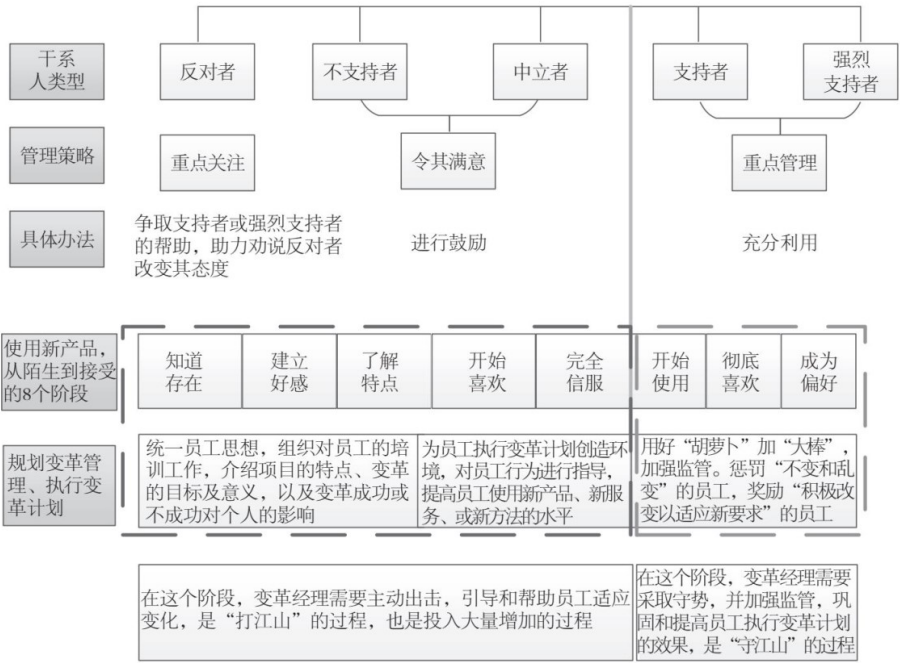 干系
人类型
反对者
不支持者
中立者
支持者
强烈
支持者
管理策略
重点关注
令其满意
重点管理
具体办法
争取支持者或强烈支持者
的帮助，助力劝说反对者
改变其态度
进行鼓励
充分利用
使用新产品，
从陌生到接受
的8个阶段
知道
存在
建立
好感
了解
特点
开始
喜欢
完全
信服
开始
使用
彻底
喜欢
成为
偏好
规划变革管
理、执行变
革计划
统一员工思想，组织对员工的培
训工作，介绍项目的特点、变革
的目标及意义，以及变革成功或
不成功对个人的影响
为员工执行变革计划创造环
境，对员工行为进行指导，
提高员工使用新产品、新服
务、或新方法的水平
用好“胡萝卜”加“大棒”，
加强监管。惩罚“不变和乱
变”的员工，奖励“积极改
变以适应新要求”的员工
在这个阶段，变革经理需要主动出击，引导和帮助员工适应
变化，是“打江山”的过程，也是投入大量增加的过程
在这个阶段，变革经理需要
采取守势，并加强监管，巩
固和提高员工执行变革计划
的效果，是“守江山”的过程